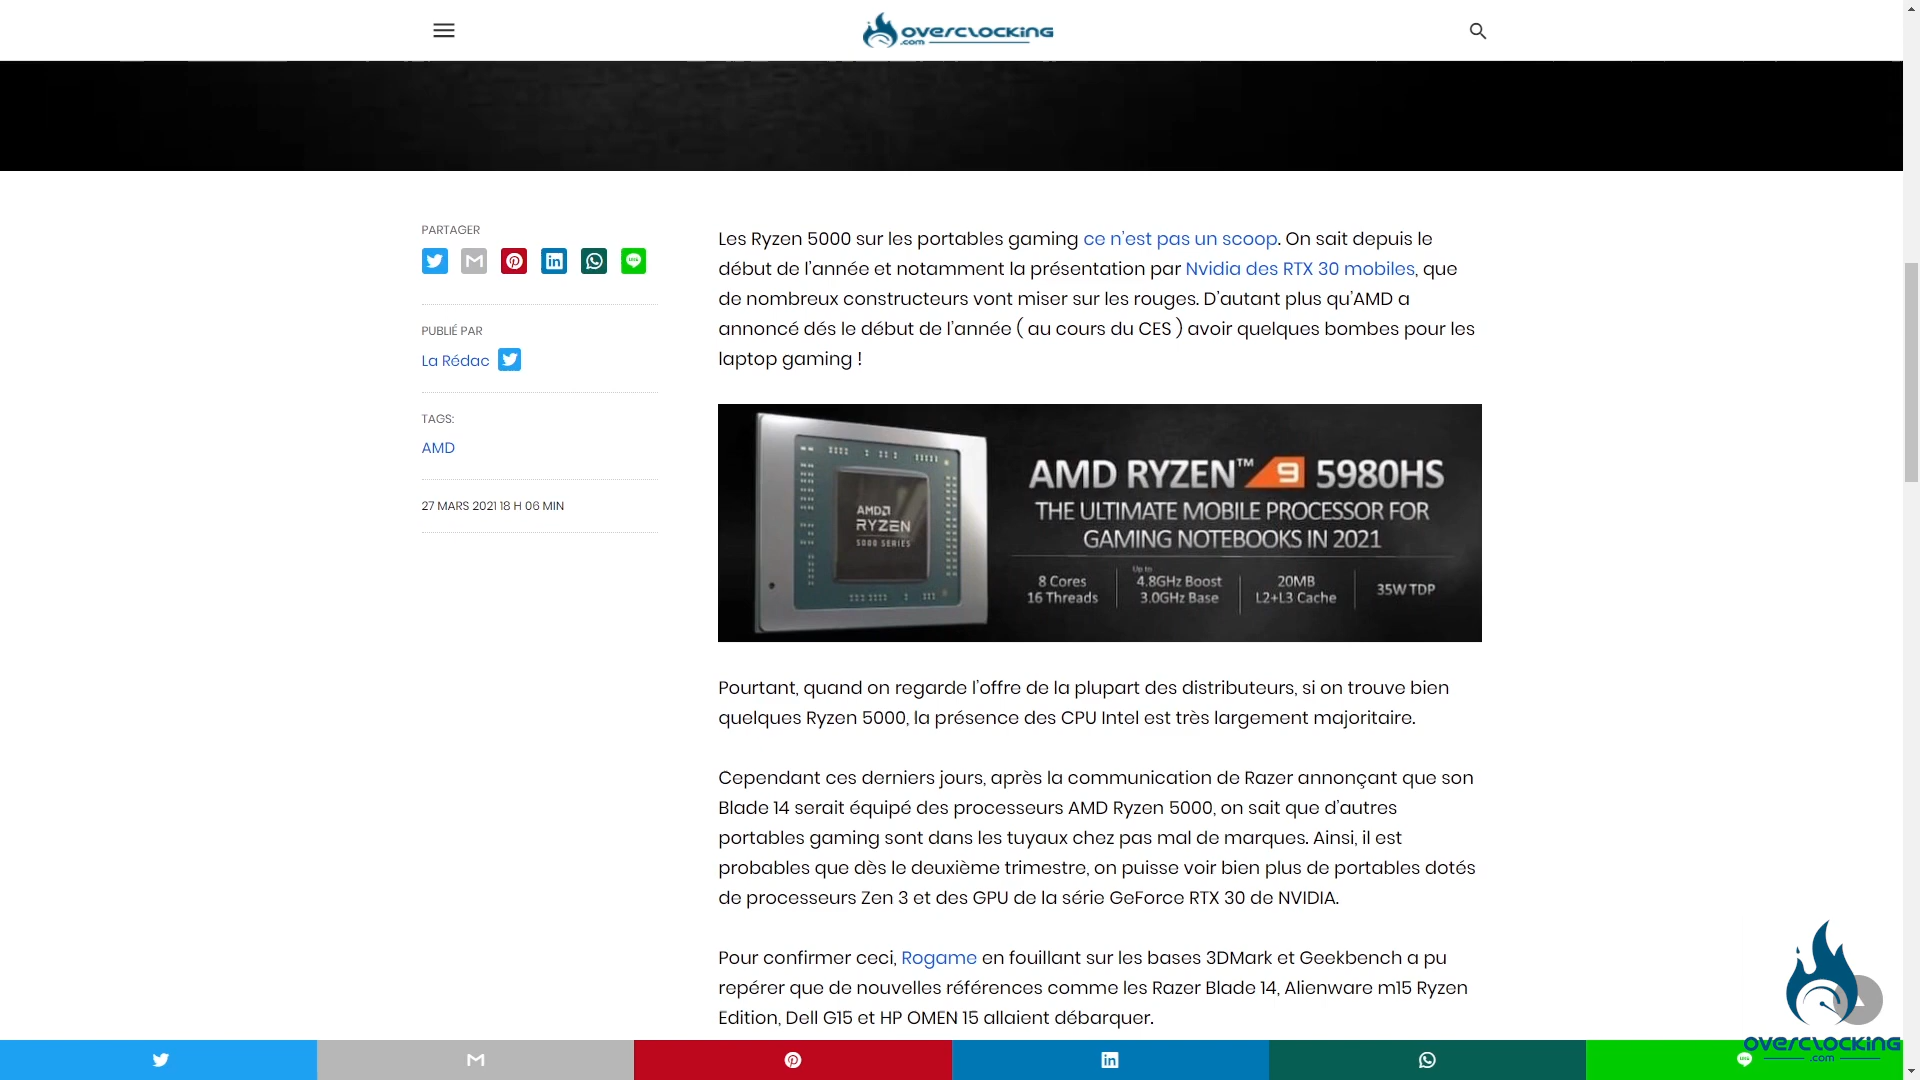 overclocking
.com
PARTAGER
PUBLIÉ PAR
La Rédac
TAGS:
AMD
27 MARS 2021 18 H 06 MIN
Les Ryzen 5000 sur les portables gaming ce n’est pas un scoop. On sait depuis le
début de l’année et notamment la présentation par Nvidia des RTX 30 mobiles, que
de nombreux constructeurs vont miser sur les rouges. D’autant plus qu’AMD a
annoncé dés le début de l’année ( au cours du CES ) avoir quelques bombes pour les
laptop gaming !
AMD
RYZEN
5000 SERIES
AMD RYZEN™ 9 5980HS
THE ULTIMATE MOBILE PROCESSOR FOR
GAMING NOTEBOOKS IN 2021
8 Cores
16 Threads
Up to
4.8GHz Boost
3.0GHz Base
20MB
L2+L3 Cache
35W TDP
Pourtant, quand on regarde l’offre de la plupart des distributeurs, si on trouve bien
quelques Ryzen 5000, la présence des CPU Intel est très largement majoritaire.
Cependant ces derniers jours, après la communication de Razer annonçant que son
Blade 14 serait équipé des processeurs AMD Ryzen 5000, on sait que d’autres
portables gaming sont dans les tuyaux chez pas mal de marques. Ainsi, il est
probables que dès le deuxième trimestre, on puisse voir bien plus de portables dotés
de processeurs Zen 3 et des GPU de la série GeForce RTX 30 de NVIDIA.
Pour confirmer ceci, Rogame en fouillant sur les bases 3DMark et Geekbench a pu
repérer que de nouvelles références comme les Razer Blade 14, Alienware m15 Ryzen
Edition, Dell G15 et HP OMEN 15 allaient débarquer.
overclocking
.com